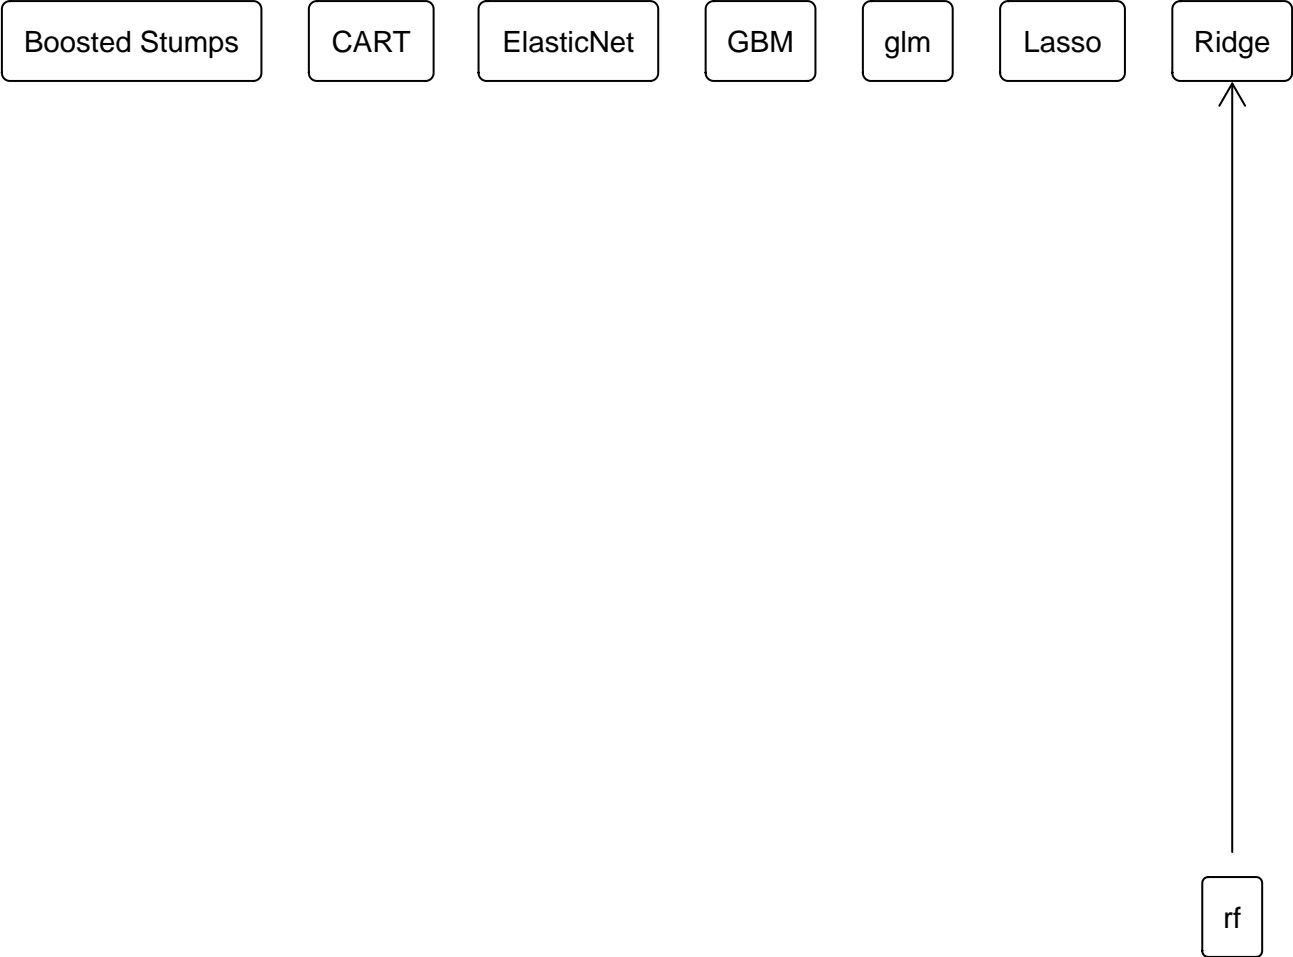 Boosted Stumps
CART
ElasticNet
GBM
glm
Lasso
Ridge
rf